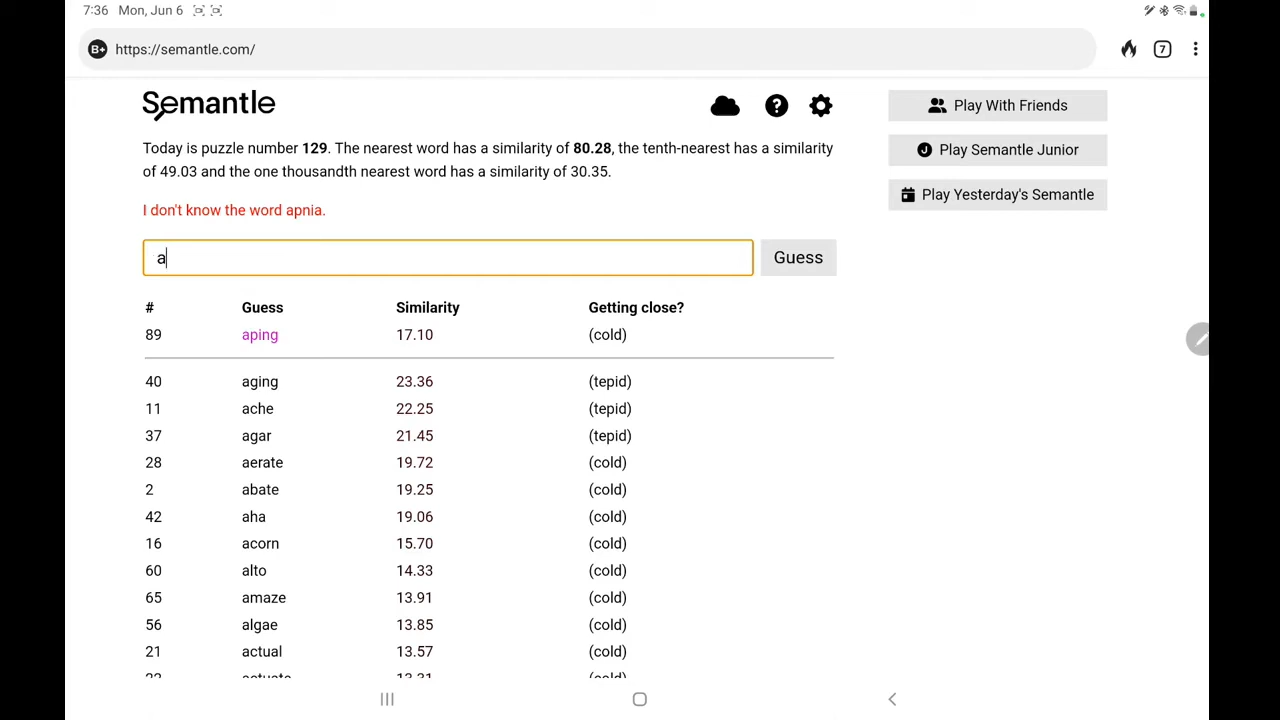 7:36 Mon, Jun 6
B+ https://semantle.com/ 7
Semantle
Play With Friends
Today is puzzle number 129. The nearest word has a similarity of 80.28, the tenth-nearest has a similarity
of 49.03 and the one thousandth nearest word has a similarity of 30.35.
J Play Semantle Junior
Play Yesterday's Semantle
I don't know the word apnia.
a Guess
# Guess Similarity Getting close?
89 aping 17.10 (cold)
40 aging 23.36 (tepid)
11 ache 22.25 (tepid)
37 agar 21.45 (tepid)
28 aerate 19.72 (cold)
2 abate 19.25 (cold)
42 aha 19.06 (cold)
16 acorn 15.70 (cold)
60 alto 14.33 (cold)
65 amaze 13.91 (cold)
56 algae 13.85 (cold)
21 actual 13.57 (cold)